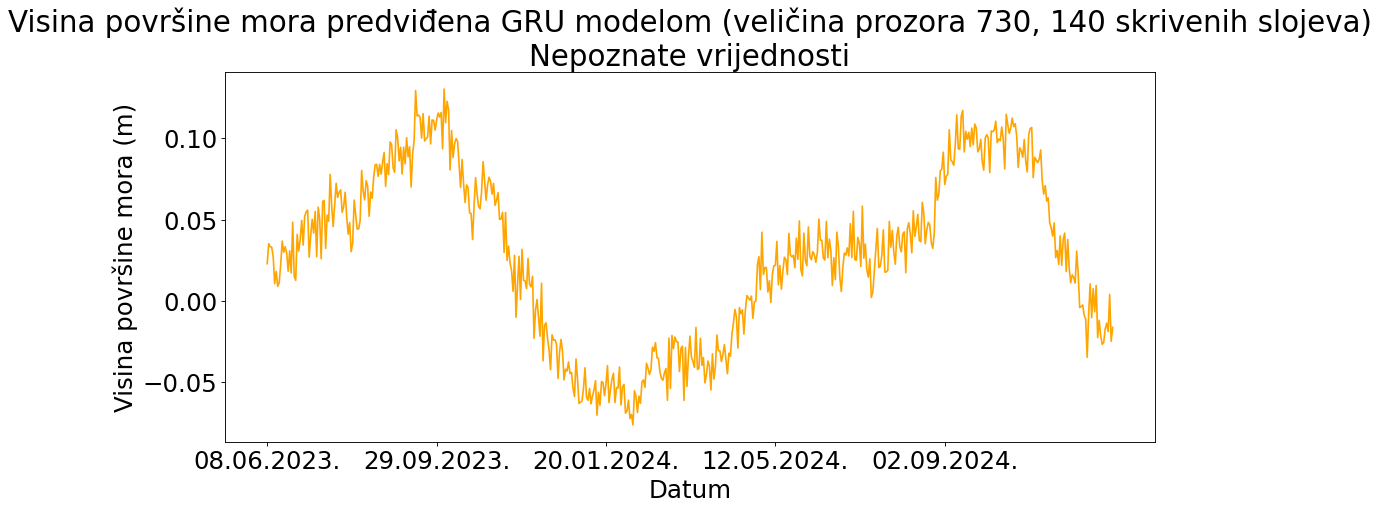 Visina površine mora predviđena GRU modelom (veličina prozora 730, 140 skrivenih slojeva)
Nepoznate vrijednosti
Visina površine mora (m)
0.10
0.05
0.00
−0.05
08.06.2023. 29.09.2023. 20.01.2024. 12.05.2024. 02.09.2024.
Datum